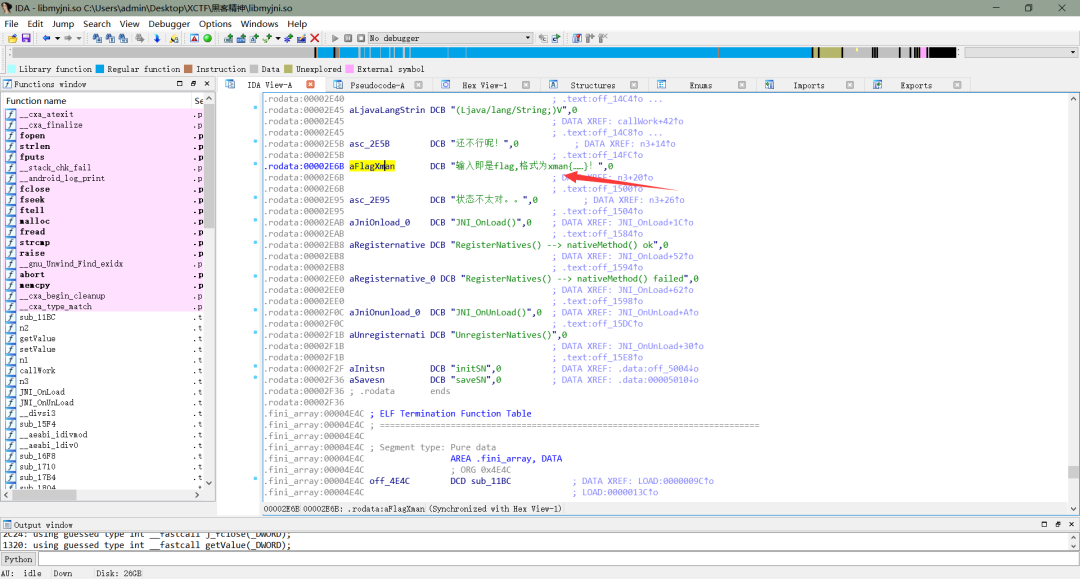 IDA - libmyjni.so C:\Users\admin\Desktop\XCTF\黑客精神\libmyjni.so
File Edit Jump Search View Debugger Options Windows Help
No debugger
Library function Regular function Instruction Data Unexplored External symbol
Functions window IDA View-A Pseudocode-A Hex View-1 Structures Enums Imports Exports
Function name Se
__cxa_atexit .p
__cxa_finalize .p
fopen .p
strlen .p
fputs .p
__stack_chk_fail .p
__android_log_print .p
fclose .p
fseek .p
ftell .p
malloc .p
fread .p
strcmp .p
raise .p
__gnu_Unwind_Find_exidx .p
abort .p
memcpy .p
__cxa_begin_cleanup .p
__cxa_type_match .p
sub_11BC .t
n2 .t
getValue .t
setValue .t
n1 .t
callWork .t
n3 .t
JNI_OnLoad .t
JNI_OnUnLoad .t
__divsi3 .t
sub_15F4 .t
__aeabi_idivmod .t
__aeabi_ldiv0 .t
sub_16F8 .t
sub_1710 .t
sub_17B4 .t
sub_1804 .t
.rodata:00002E40 ; .text:off_14C4↑o ...
.rodata:00002E45 aLjavaLangStrin DCB "(Ljava/lang/String;)V",0
.rodata:00002E45 ; DATA XREF: callWork+42↑o
.rodata:00002E45 ; .text:off_14C8↑o ...
.rodata:00002E5B asc_2E5B DCB "还不行呢！",0 ; DATA XREF: n3+14↑o
.rodata:00002E5B ; .text:off_14FC↑o
.rodata:00002E6B aFlagXman DCB "输入即是flag,格式为xman{……}！",0
.rodata:00002E6B ; DATA XREF: n3+20↑o
.rodata:00002E6B ; .text:off_1500↑o
.rodata:00002E95 asc_2E95 DCB "状态不太对。。",0 ; DATA XREF: n3+26↑o
.rodata:00002E95 ; .text:off_1504↑o
.rodata:00002EAB aJniOnload_0 DCB "JNI_OnLoad()",0 ; DATA XREF: JNI_OnLoad+1C↑o
.rodata:00002EAB ; .text:off_1584↑o
.rodata:00002EB8 aRegisternative DCB "RegisterNatives() --> nativeMethod() ok",0
.rodata:00002EB8 ; DATA XREF: JNI_OnLoad+52↑o
.rodata:00002EB8 ; .text:off_1594↑o
.rodata:00002EE0 aRegisternative_0 DCB "RegisterNatives() --> nativeMethod() failed",0
.rodata:00002EE0 ; DATA XREF: JNI_OnLoad+62↑o
.rodata:00002EE0 ; .text:off_1598↑o
.rodata:00002F0C aJniOnunload_0 DCB "JNI_OnUnLoad()",0 ; DATA XREF: JNI_OnUnLoad+A↑o
.rodata:00002F0C ; .text:off_15DC↑o
.rodata:00002F1B aUnregisternati DCB "UnregisterNatives()",0
.rodata:00002F1B ; DATA XREF: JNI_OnUnLoad+30↑o
.rodata:00002F1B ; .text:off_15E8↑o
.rodata:00002F2F aInitsn DCB "initSN",0 ; DATA XREF: .data:off_5004↓o
.rodata:00002F36 aSavesn DCB "saveSN",0 ; DATA XREF: .data:00005010↓o
.rodata:00002F36 ; .rodata ends
.rodata:00002F36
.fini_array:00004E4C ; ELF Termination Function Table
.fini_array:00004E4C ; ===========================================================================
.fini_array:00004E4C
.fini_array:00004E4C ; Segment type: Pure data
.fini_array:00004E4C AREA .fini_array, DATA
.fini_array:00004E4C ; ORG 0x4E4C
.fini_array:00004E4C off_4E4C DCD sub_11BC ; DATA XREF: LOAD:0000009C↑o
.fini_array:00004E4C ; LOAD:0000013C↑o
00002E6B 00002E6B: .rodata:aFlagXman (Synchronized with Hex View-1)
Output window
2C24: using guessed type int __fastcall j_fclose(_DWORD);
1320: using guessed type int __fastcall getValue(_DWORD);
Python
AU: idle Down Disk: 26GB